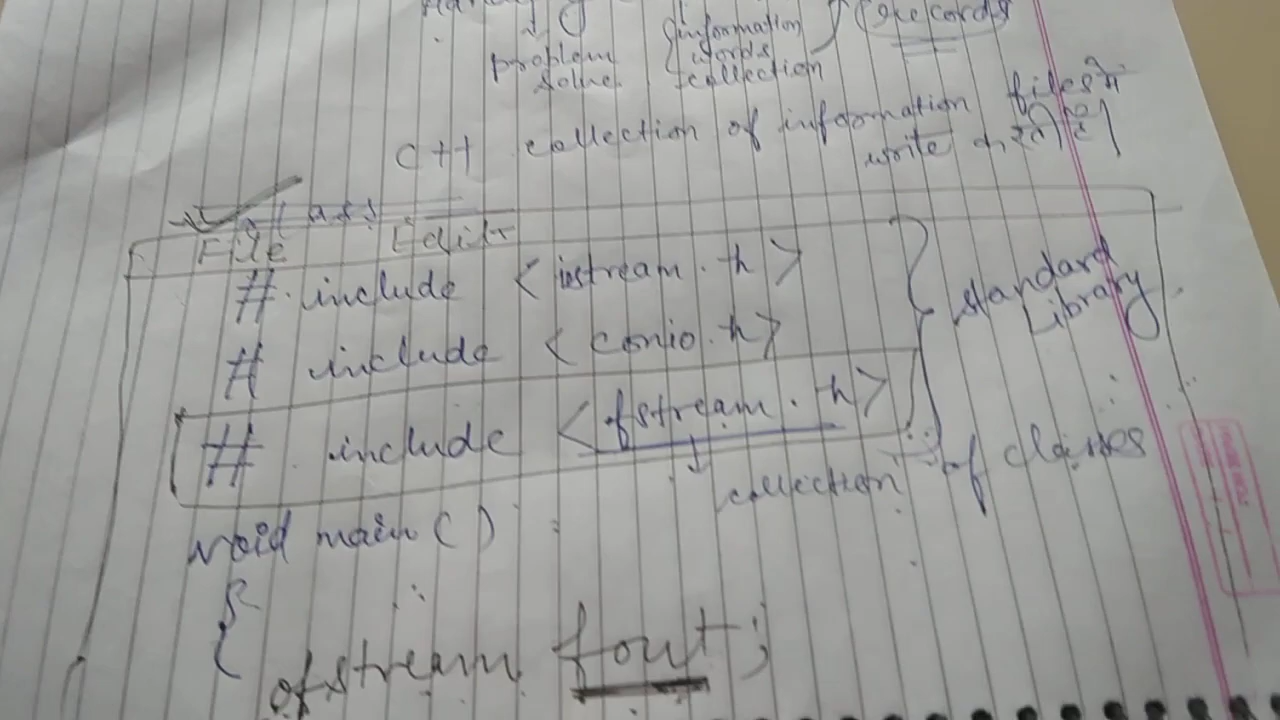 problem
solve
information
words
collection
records
C++ collection of information files में
write करते है।
File Edit
# include <iostream.h>
# include <conio.h>
standard
Library
# include <fstream.h>
collection of classes
void main ( )
{
ofstream fout;